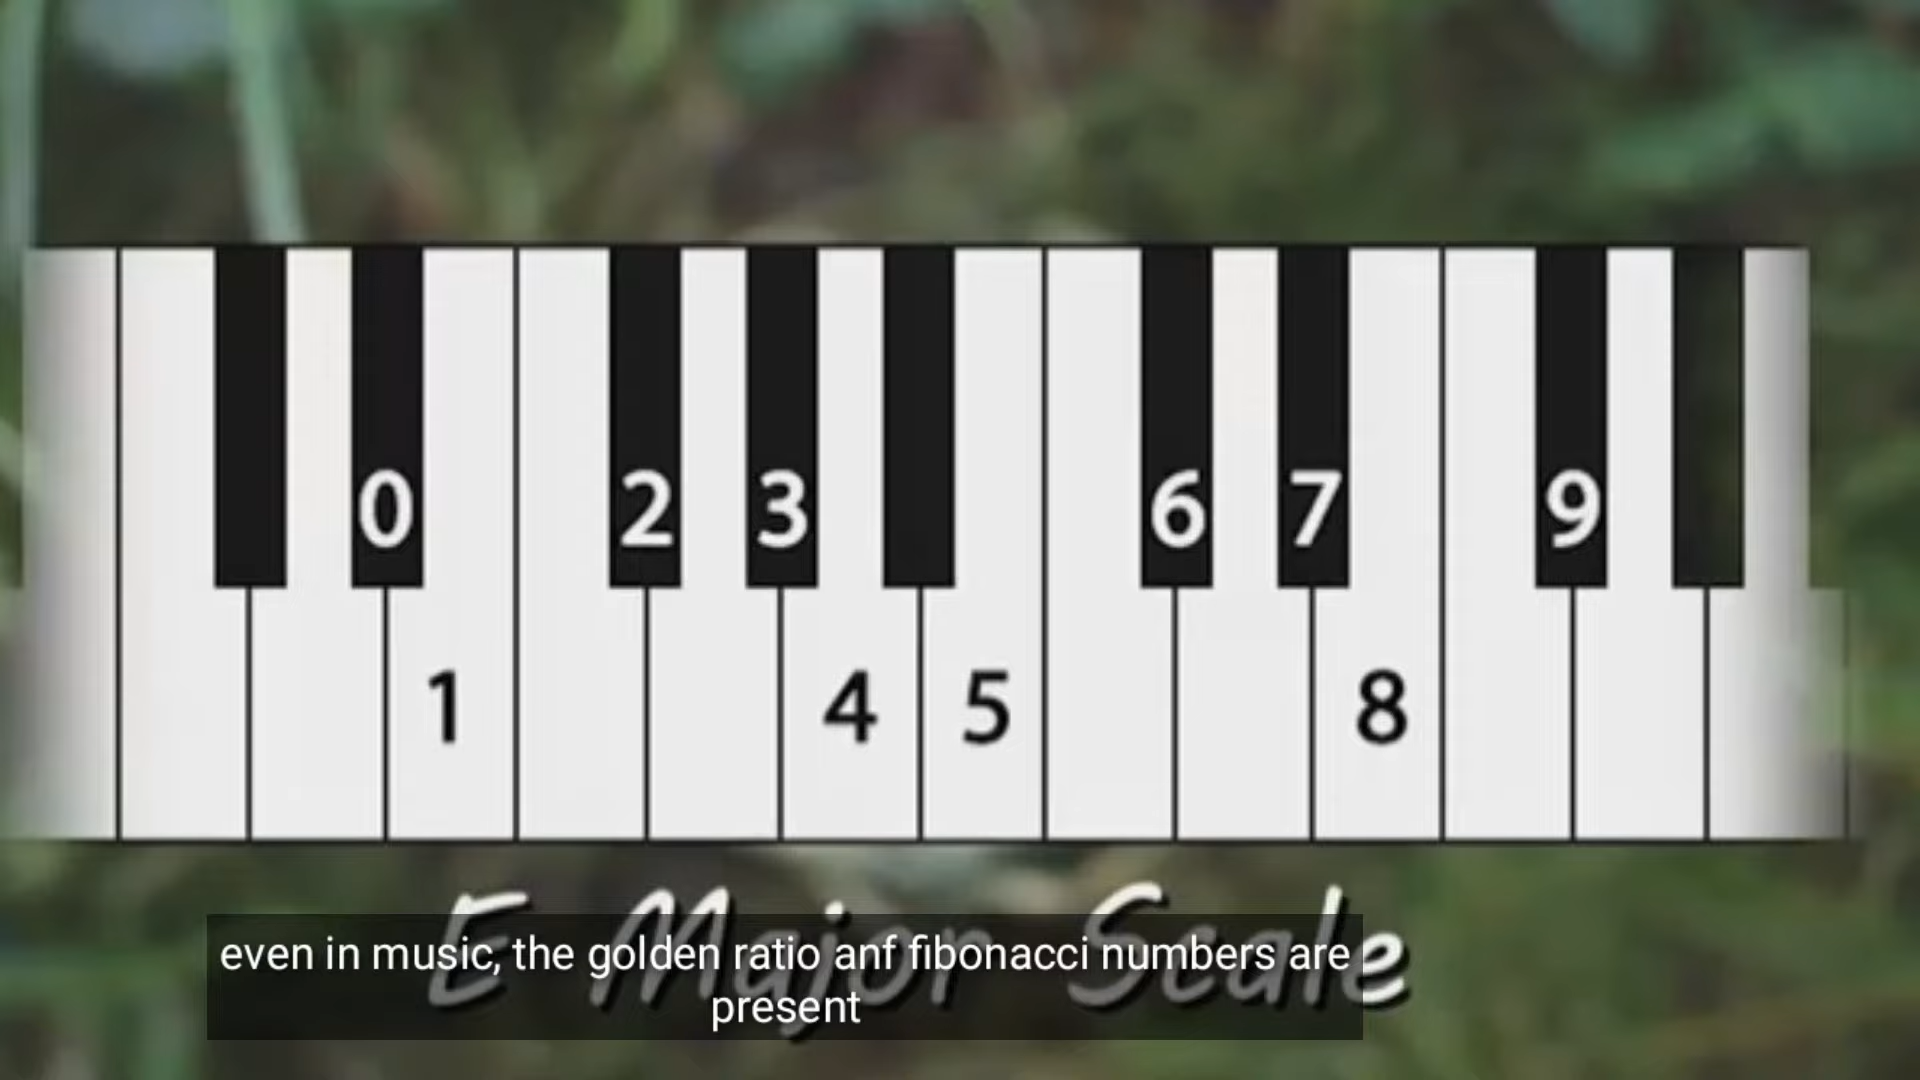 0 2 3 6 7 9
1 4 5 8
E Major Scale
even in music, the golden ratio anf fibonacci numbers are
present